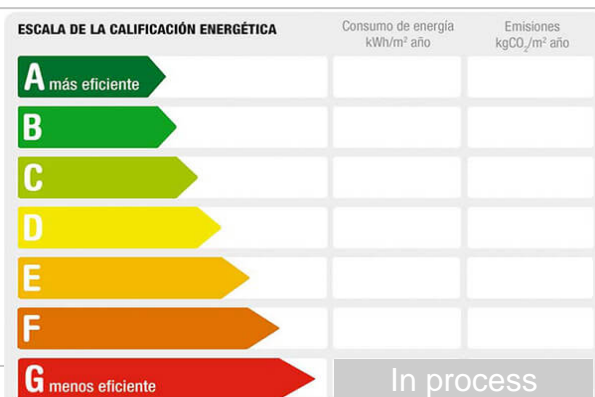 ESCALA DE LA CALIFICACIÓN ENERGÉTICA
Consumo de energía
kWh/m² año
Emisiones
kgCO₂/m² año
A más eficiente
B
C
D
E
F
G menos eficiente
In process